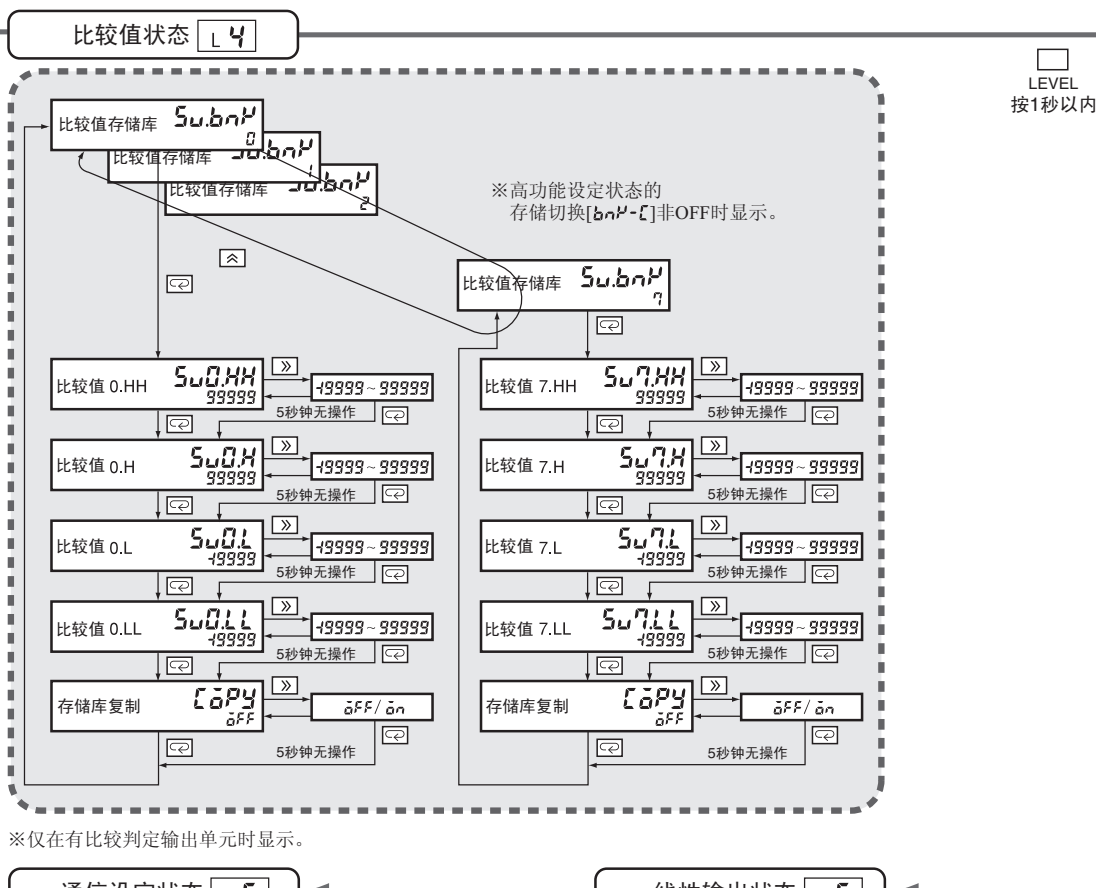 比较值状态 L 4
LEVEL
按1秒以内
比较值存储库 Su.bnK
0
比较值存储库 Su.bnK
1
比较值存储库 Su.bnK
2
※高功能设定状态的
存储切换[bnK-C]非OFF时显示。
比较值存储库 Su.bnK
7
比较值 0.HH Su0.HH
99999
-19999~99999
5秒钟无操作
比较值 0.H Su0.H
99999
-19999~99999
5秒钟无操作
比较值 0.L Su0.L
-19999
-19999~99999
5秒钟无操作
比较值 0.LL Su0.LL
-19999
-19999~99999
5秒钟无操作
存储库复制 CoPY
oFF
oFF/on
5秒钟无操作
比较值 7.HH Su7.HH
99999
-19999~99999
5秒钟无操作
比较值 7.H Su7.H
99999
-19999~99999
5秒钟无操作
比较值 7.L Su7.L
-19999
-19999~99999
5秒钟无操作
比较值 7.LL Su7.LL
-19999
-19999~99999
5秒钟无操作
存储库复制 CoPY
oFF
oFF/on
5秒钟无操作
※仅在有比较判定输出单元时显示。
通信设定状态
线性输出状态